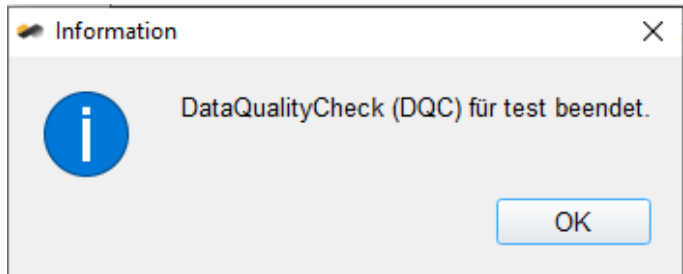 Information
DataQualityCheck (DQC) für test beendet.
OK